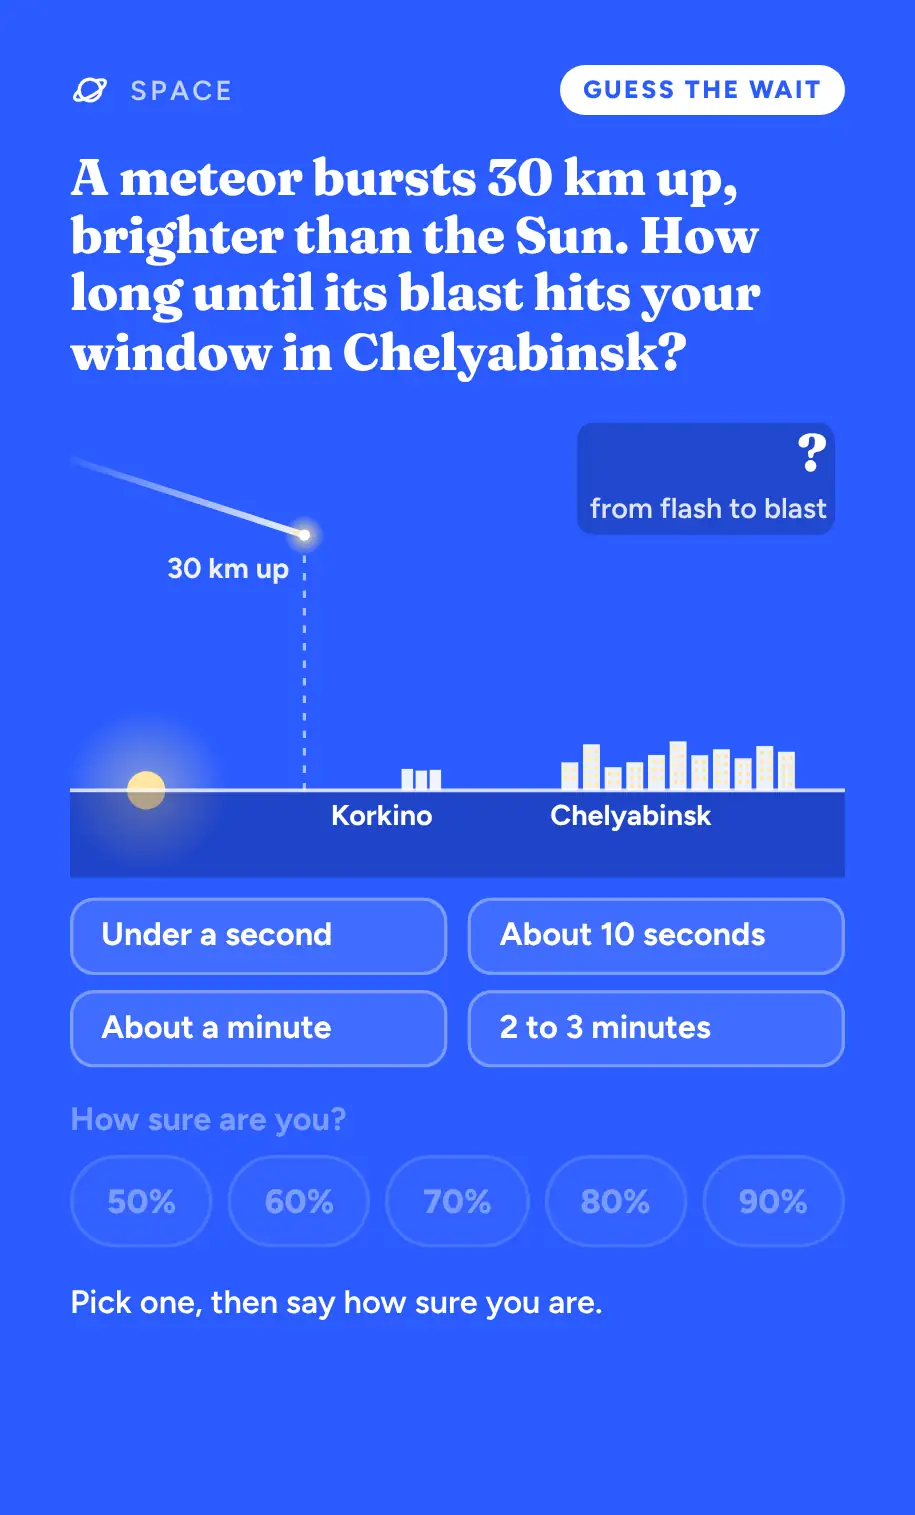 SPACE
GUESS THE WAIT
A meteor bursts 30 km up,
brighter than the Sun. How
long until its blast hits your
window in Chelyabinsk?
?
from flash to blast
30 km up
Korkino
Chelyabinsk
Under a second
About 10 seconds
About a minute
2 to 3 minutes
How sure are you?
50%
60%
70%
80%
90%
Pick one, then say how sure you are.